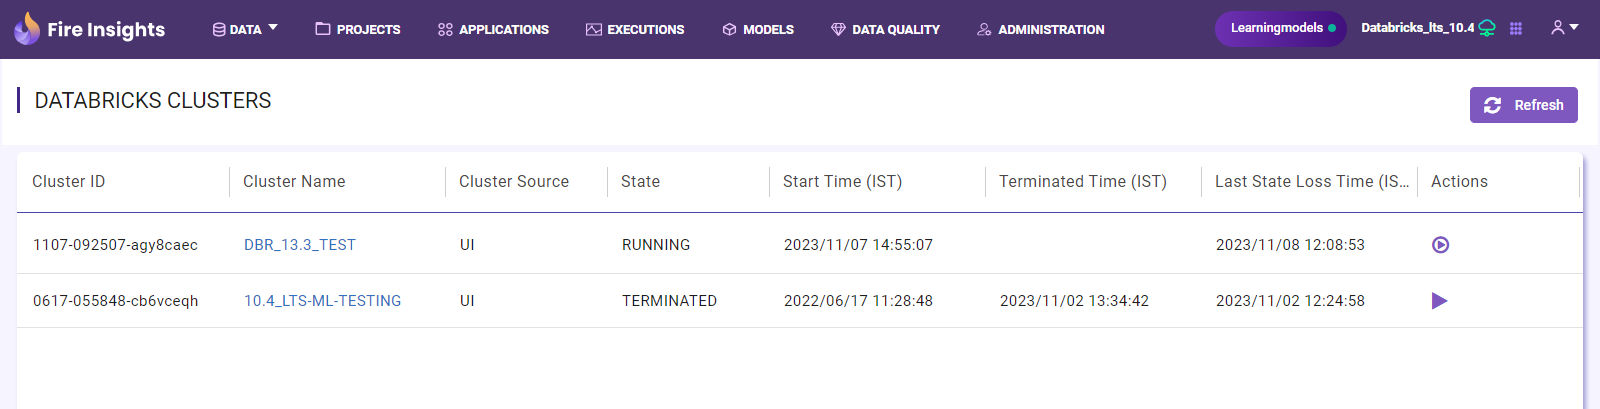 Fire Insights DATA PROJECTS APPLICATIONS EXECUTIONS MODELS DATA QUALITY ADMINISTRATION Learningmodels Databricks_lts_10.4
DATABRICKS CLUSTERS
Refresh
Cluster ID Cluster Name Cluster Source State Start Time (IST) Terminated Time (IST) Last State Loss Time (IS... Actions
1107-092507-agy8caec DBR_13.3_TEST UI RUNNING 2023/11/07 14:55:07 2023/11/08 12:08:53
0617-055848-cb6vceqh 10.4_LTS-ML-TESTING UI TERMINATED 2022/06/17 11:28:48 2023/11/02 13:34:42 2023/11/02 12:24:58